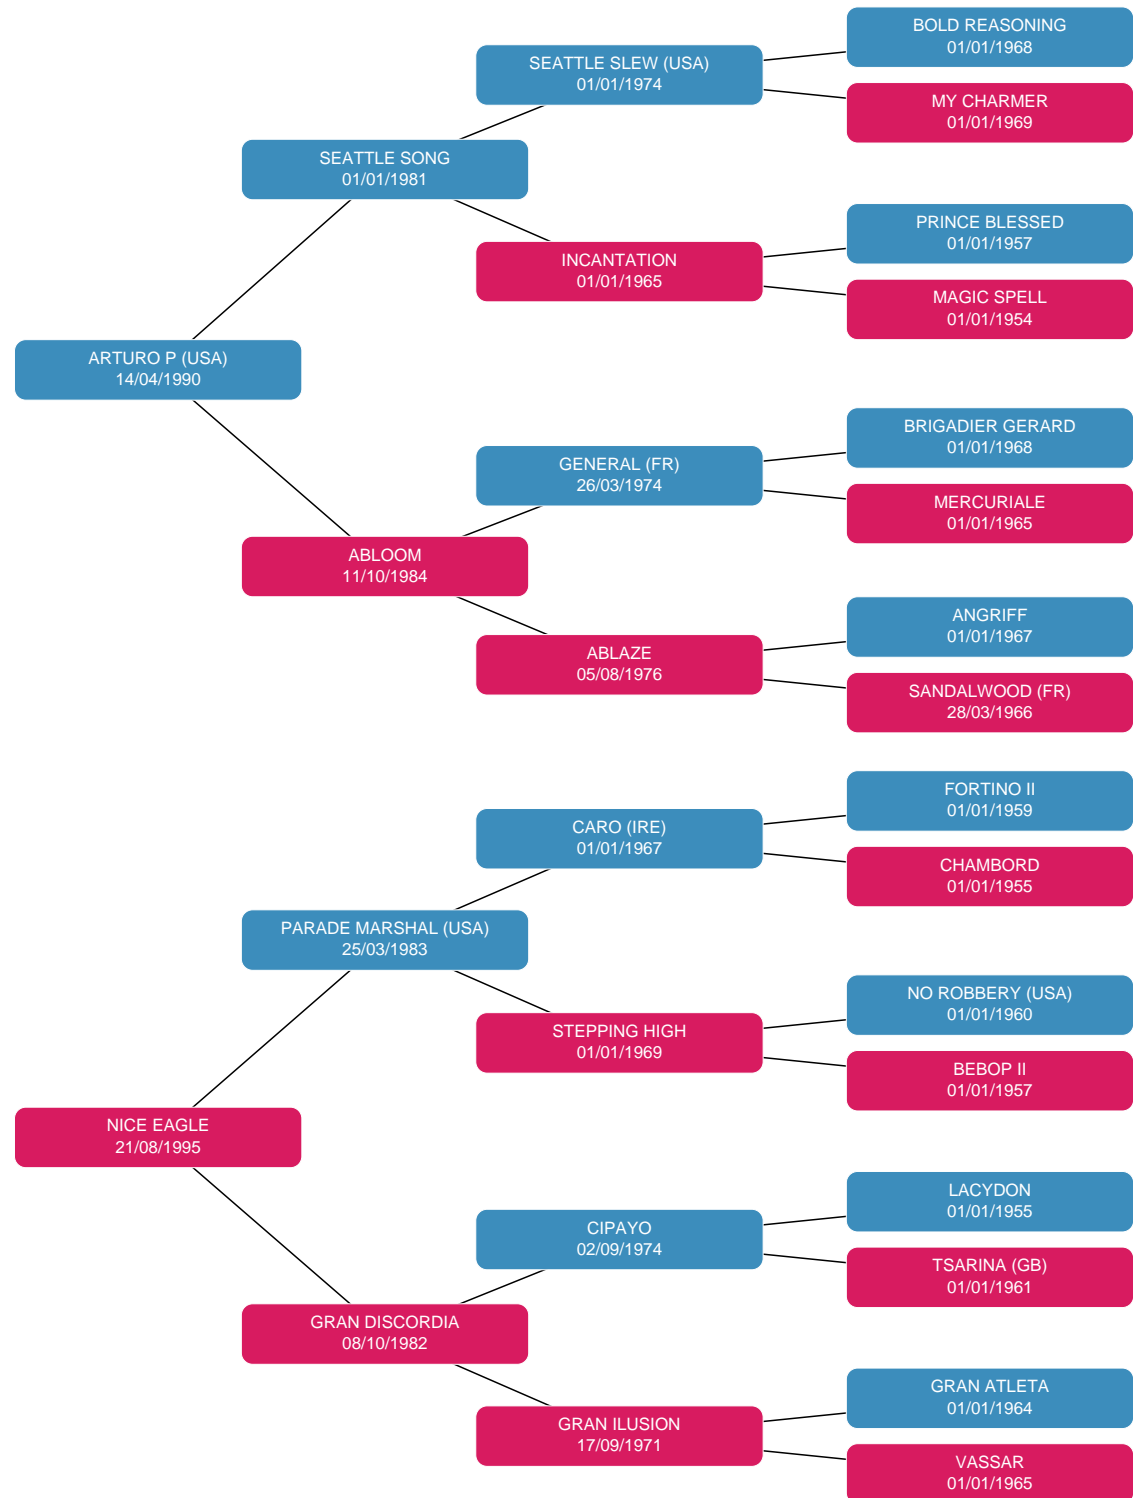 BOLD REASONING
01/01/1968
SEATTLE SLEW (USA)
01/01/1974
MY CHARMER
01/01/1969
SEATTLE SONG
01/01/1981
PRINCE BLESSED
01/01/1957
INCANTATION
01/01/1965
MAGIC SPELL
01/01/1954
ARTURO P (USA)
14/04/1990
BRIGADIER GERARD
01/01/1968
GENERAL (FR)
26/03/1974
MERCURIALE
01/01/1965
ABLOOM
11/10/1984
ANGRIFF
01/01/1967
ABLAZE
05/08/1976
SANDALWOOD (FR)
28/03/1966
FORTINO II
01/01/1959
CARO (IRE)
01/01/1967
CHAMBORD
01/01/1955
PARADE MARSHAL (USA)
25/03/1983
NO ROBBERY (USA)
01/01/1960
STEPPING HIGH
01/01/1969
BEBOP II
01/01/1957
NICE EAGLE
21/08/1995
LACYDON
01/01/1955
CIPAYO
02/09/1974
TSARINA (GB)
01/01/1961
GRAN DISCORDIA
08/10/1982
GRAN ATLETA
01/01/1964
GRAN ILUSION
17/09/1971
VASSAR
01/01/1965